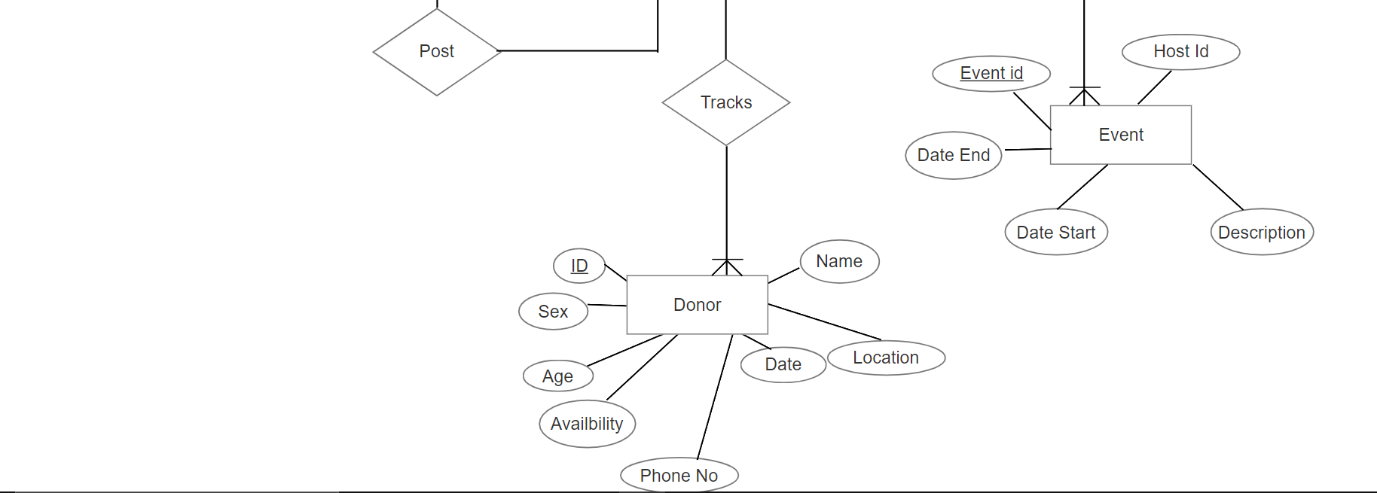 Post
Host Id
Event id
Tracks
Event
Date End
Date Start
Description
Name
ID
Donor
Sex
Location
Date
Age
Availbility
Phone No